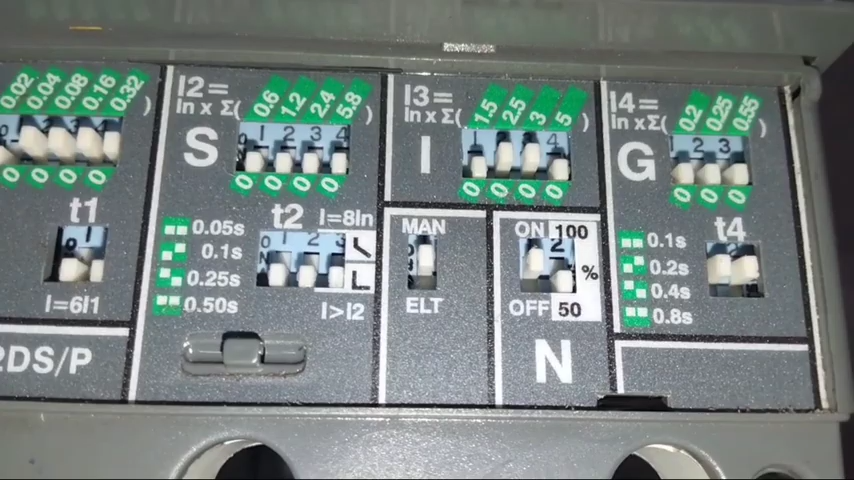 0.02 0.04 0.08 0.16 0.32 )
0 0 0 0
t1
I=6I1
2DS/P
I2=
In x Σ( 0.6 1.2 2.4 5.8 )
S
1 2 3 4
0 0 0 0
t2 I=8In
0.05s
0.1s
0.25s
0.50s
0 1 2 3
I>I2
I3=
In x Σ( 1.5 2.5 3 5 )
I
4
0 0 0 0
MAN
ELT
ON 100
2
%
OFF 50
N
I4=
In x Σ( 0.2 0.25 0.55 )
G
1 2 3
0 0 0
t4
0.1s
0.2s
0.4s
0.8s